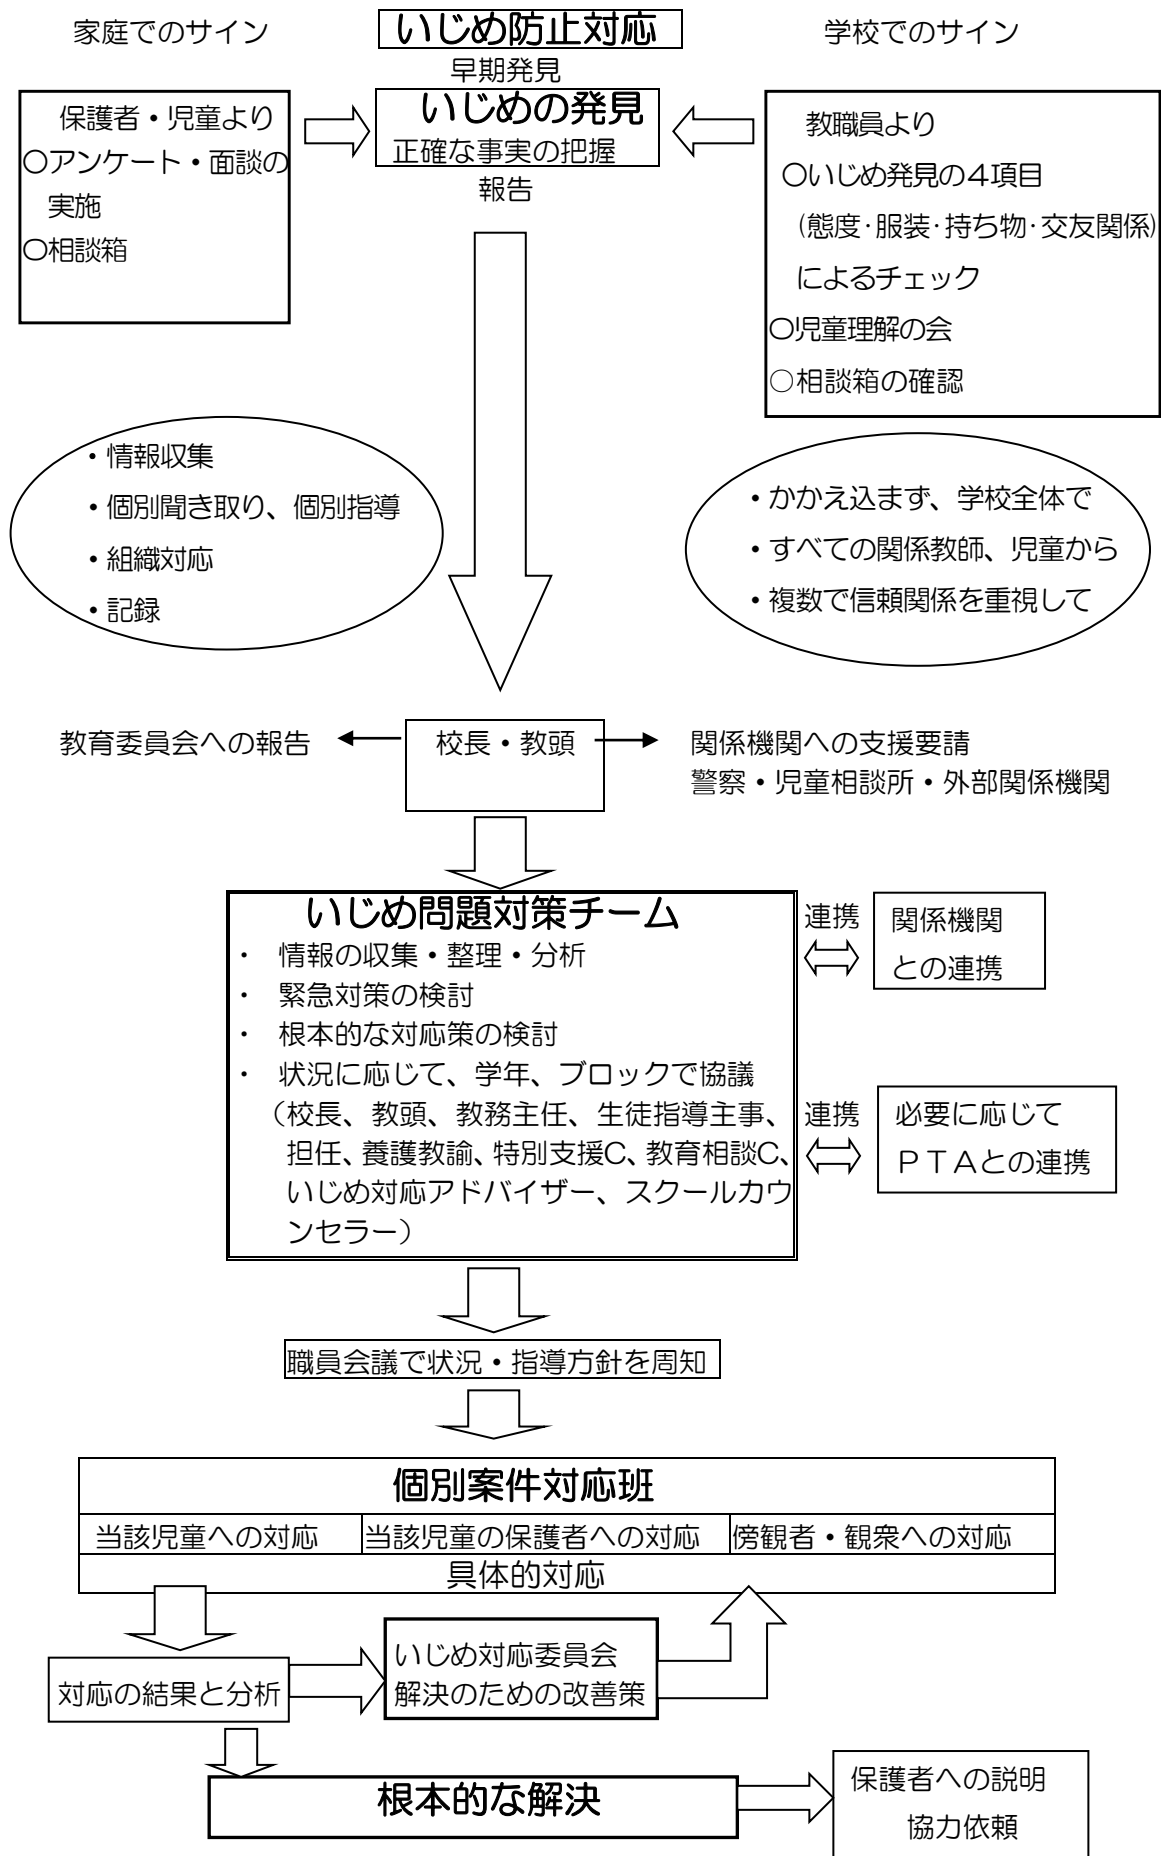 家庭でのサイン
いじめ防止対応
学校でのサイン
早期発見
保護者・児童より
〇アンケート・面談の
実施
〇相談箱
いじめの発見
正確な事実の把握
報告
教職員より
〇いじめ発見の４項目
(態度・服装・持ち物・交友関係)
によるチェック
〇児童理解の会
○相談箱の確認
・情報収集
・個別聞き取り、個別指導
・組織対応
・記録
・かかえ込まず、学校全体で
・すべての関係教師、児童から
・複数で信頼関係を重視して
教育委員会への報告
校長・教頭
関係機関への支援要請
警察・児童相談所・外部関係機関
いじめ問題対策チーム
・ 情報の収集・整理・分析
・ 緊急対策の検討
・ 根本的な対応策の検討
・ 状況に応じて、学年、ブロックで協議
（校長、教頭、教務主任、生徒指導主事、
担任、養護教諭、特別支援C、教育相談C、
いじめ対応アドバイザー、スクールカウ
ンセラー）
連携
関係機関
との連携
連携
必要に応じて
ＰＴＡとの連携
職員会議で状況・指導方針を周知
個別案件対応班
当該児童への対応
当該児童の保護者への対応
傍観者・観衆への対応
具体的対応
対応の結果と分析
いじめ対応委員会
解決のための改善策
根本的な解決
保護者への説明
協力依頼